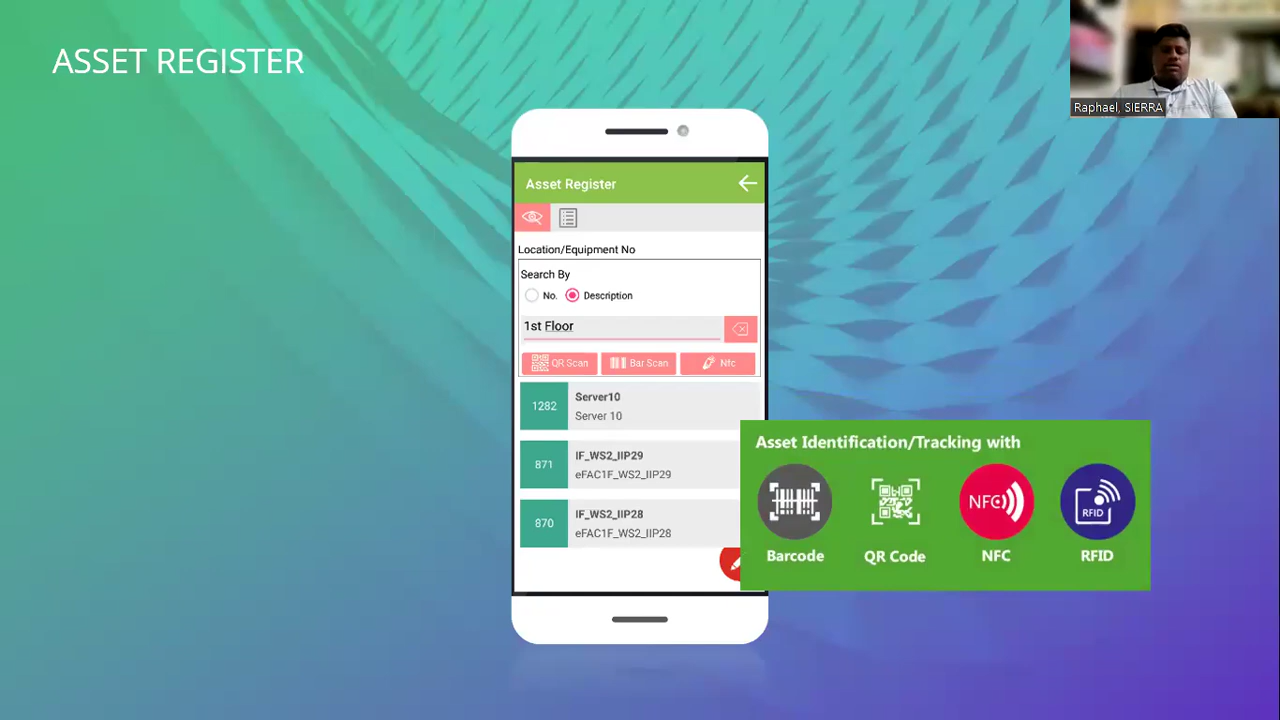 ASSET REGISTER
Raphael, SIERRA
Asset Register
Location/Equipment No
Search By
No. Description
1st Floor
QR Scan Bar Scan Nfc
1282 Server10
Server 10
871 IF_WS2_IIP29
eFAC1F_WS2_IIP29
870 IF_WS2_IIP28
eFAC1F_WS2_IIP28
Asset Identification/Tracking with
NFC RFID
Barcode QR Code NFC RFID